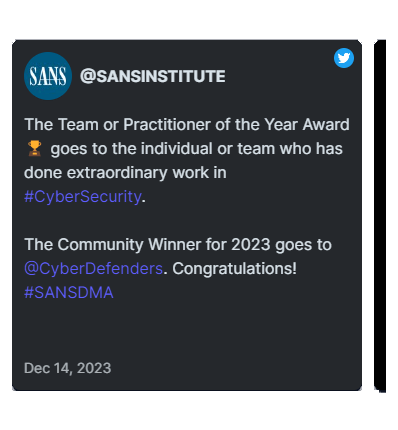 SANS
@SANSINSTITUTE
The Team or Practitioner of the Year Award
🏆 goes to the individual or team who has
done extraordinary work in
#CyberSecurity.
The Community Winner for 2023 goes to
@CyberDefenders. Congratulations!
#SANSDMA
Dec 14, 2023